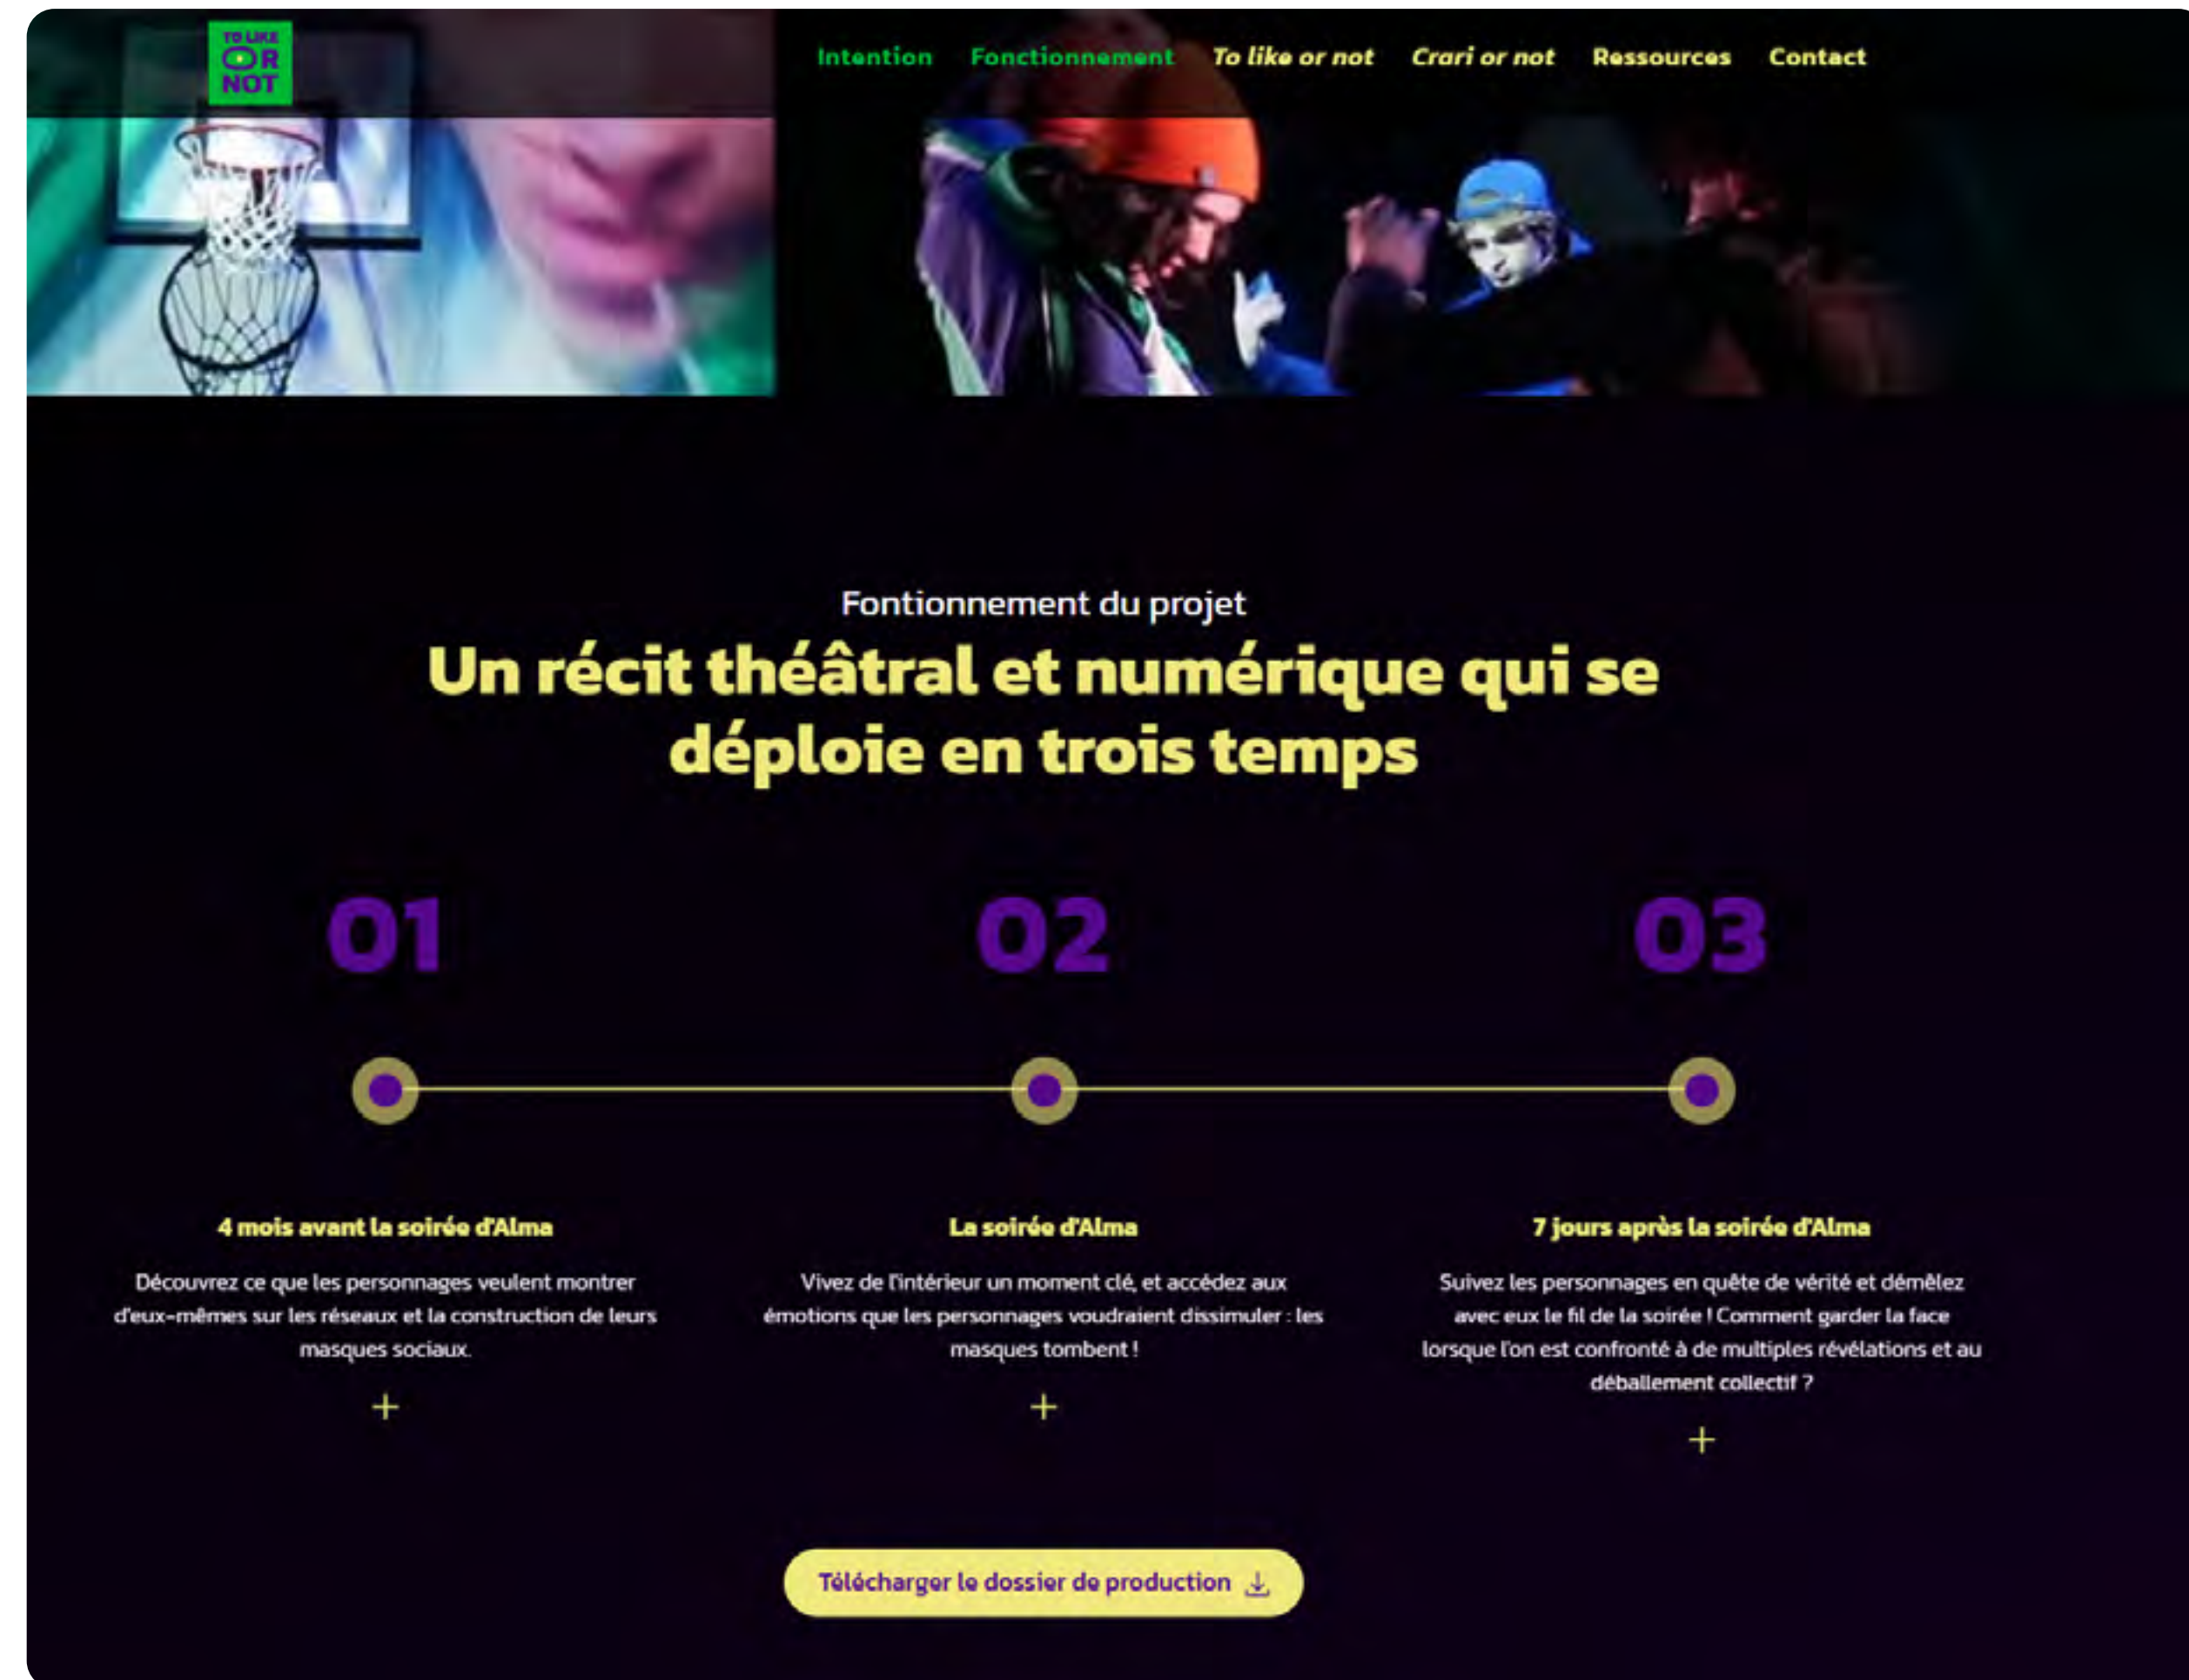 TO LIKE
OR
NOT
Intention Fonctionnement To like or not Crari or not Ressources Contact
Fontionnement du projet
Un récit théâtral et numérique qui se
déploie en trois temps
01
02
03
4 mois avant la soirée d'Alma
Découvrez ce que les personnages veulent montrer
d'eux-mêmes sur les réseaux et la construction de leurs
masques sociaux.
+
La soirée d'Alma
Vivez de l'intérieur un moment clé, et accédez aux
émotions que les personnages voudraient dissimuler : les
masques tombent !
+
7 jours après la soirée d'Alma
Suivez les personnages en quête de vérité et démêlez
avec eux le fil de la soirée ! Comment garder la face
lorsque l'on est confronté à de multiples révélations et au
déballement collectif ?
+
Télécharger le dossier de production